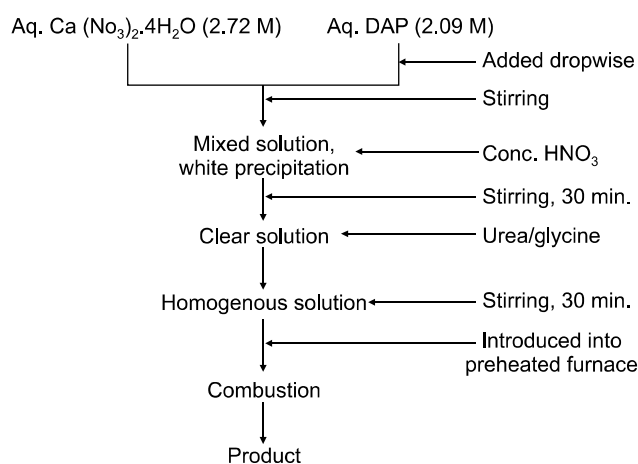 Aq. Ca (No₃)₂.4H₂O (2.72 M)
Aq. DAP (2.09 M)
Added dropwise
Stirring
Mixed solution,
white precipitation
Conc. HNO₃
Stirring, 30 min.
Clear solution
Urea/glycine
Homogenous solution
Stirring, 30 min.
Introduced into
preheated furnace
Combustion
Product